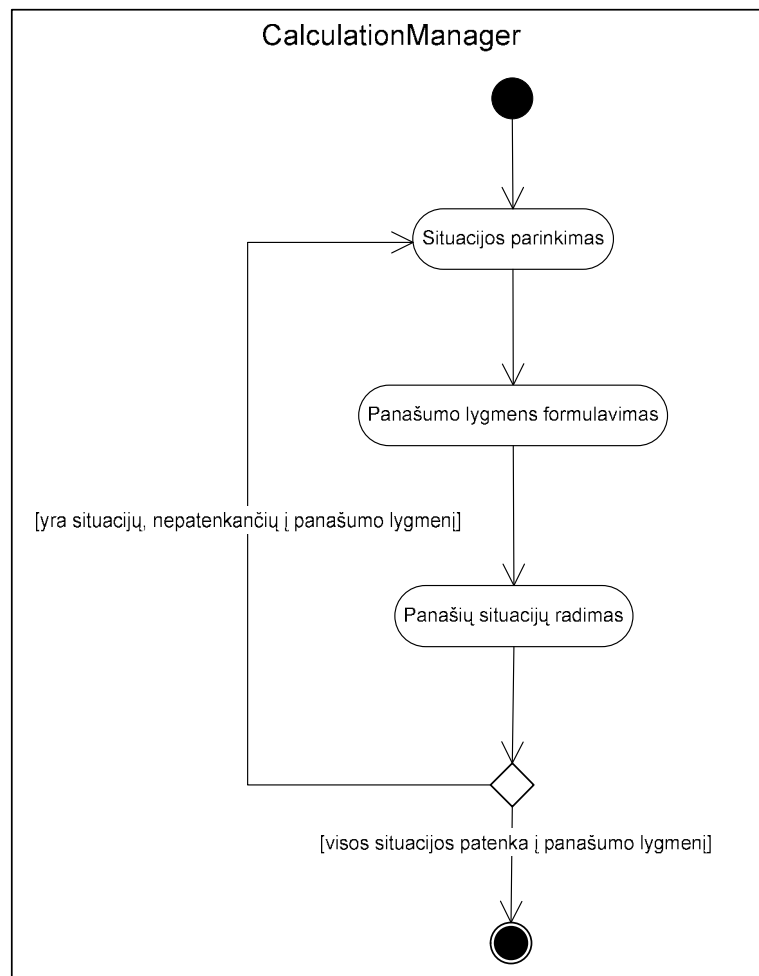 CalculationManager
Situacijos parinkimas
Panašumo lygmens formulavimas
[yra situacijų, nepatenkančių į panašumo lygmenį]
Panašių situacijų radimas
[visos situacijos patenka į panašumo lygmenį]